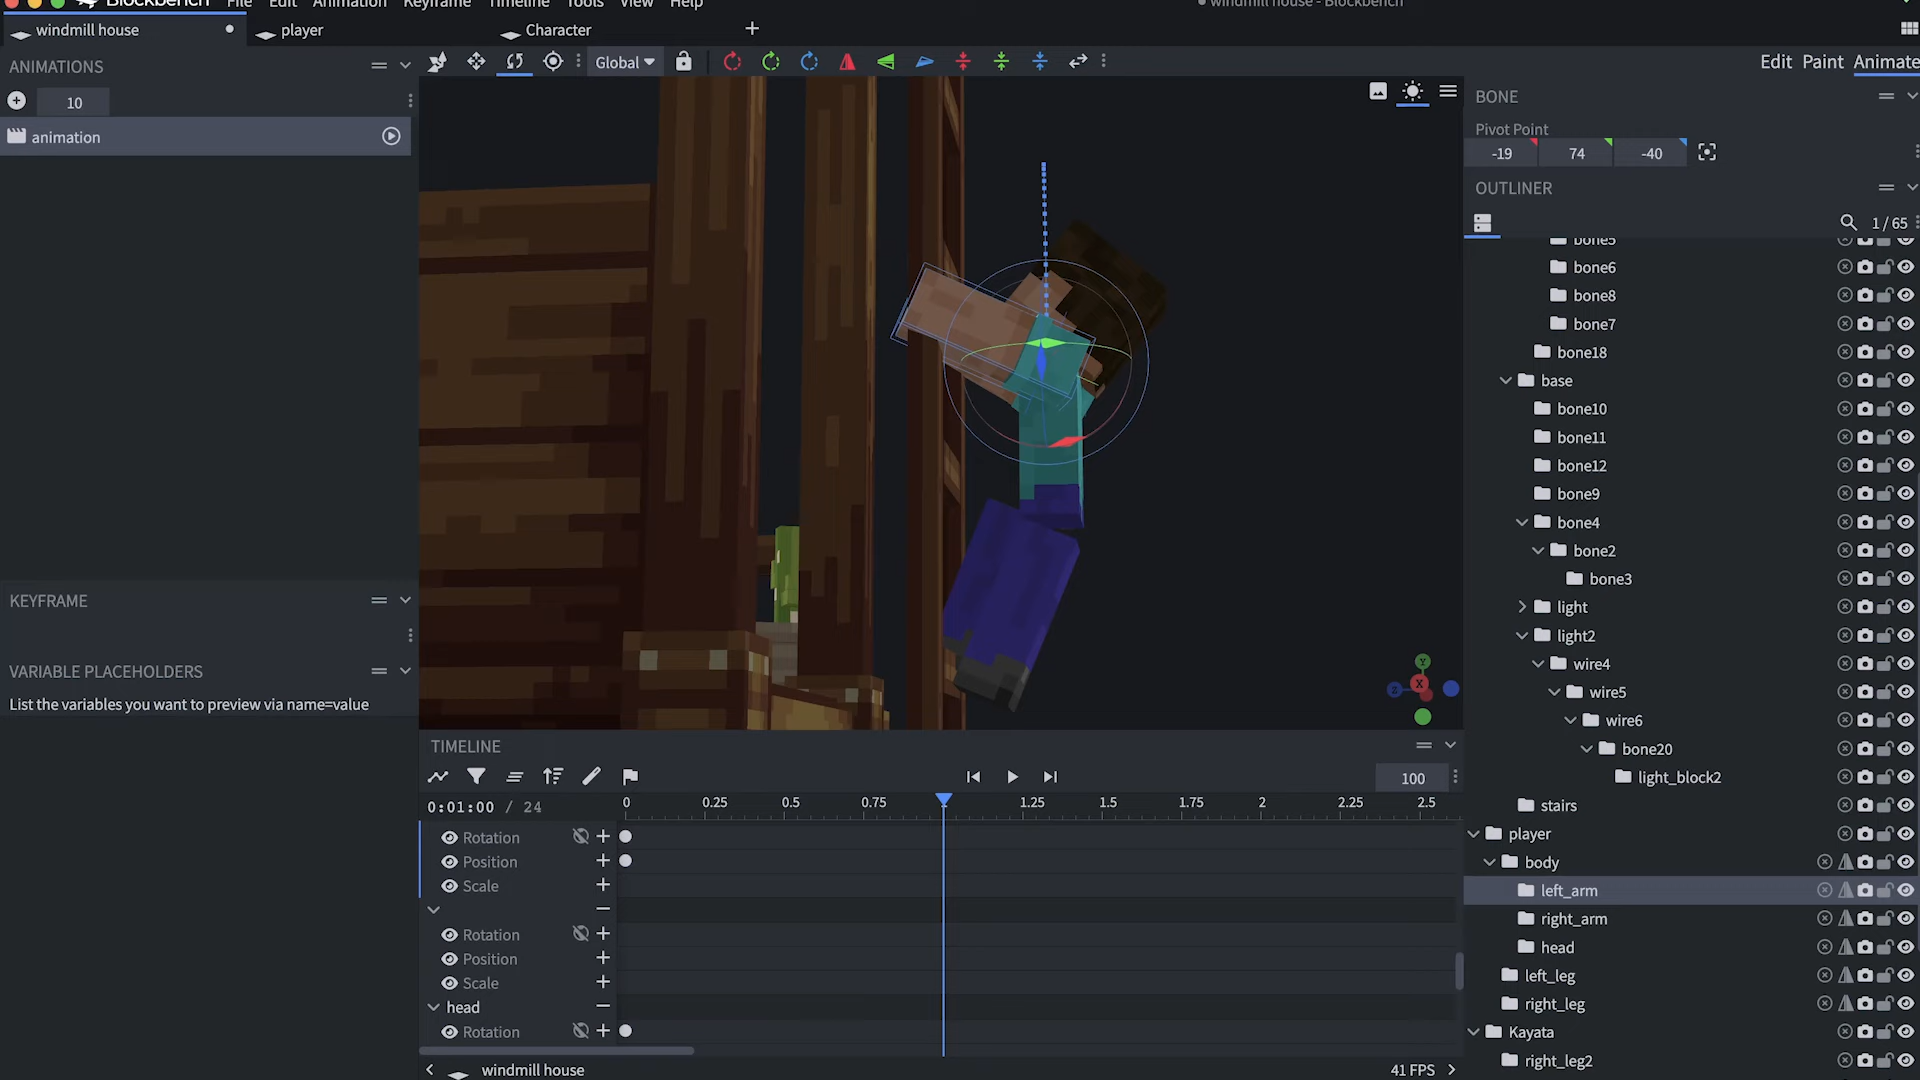 Blockbench File Edit Animation Keyframe Timeline Tools View Help
windmill house - Blockbench
windmill house player Character
ANIMATIONS
10
animation
KEYFRAME
VARIABLE PLACEHOLDERS
List the variables you want to preview via name=value
Global
Edit Paint Animate
BONE
Pivot Point
-19 74 -40
OUTLINER
1 / 65
bone5
bone6
bone8
bone7
bone18
base
bone10
bone11
bone12
bone9
bone4
bone2
bone3
light
light2
wire4
wire5
wire6
bone20
light_block2
stairs
player
body
left_arm
right_arm
head
left_leg
right_leg
Kayata
right_leg2
Y
Z X
TIMELINE
100
0:01:00 / 24
0 0.25 0.5 0.75 1.25 1.5 1.75 2 2.25 2.5
Rotation
Position
Scale
Rotation
Position
Scale
head
Rotation
windmill house
41 FPS